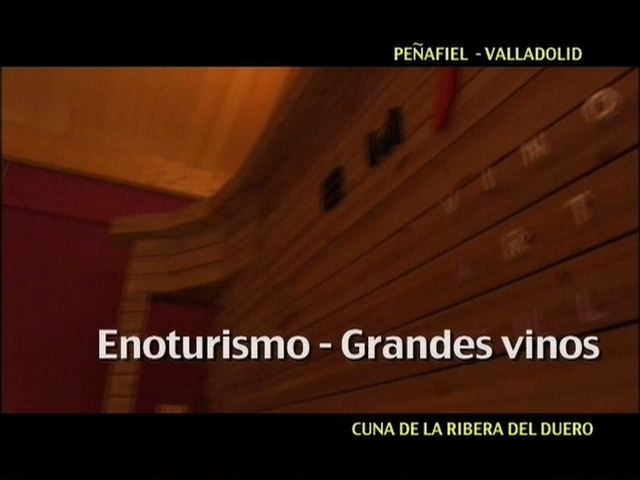 PEÑAFIEL - VALLADOLID
Enoturismo - Grandes vinos
CUNA DE LA RIBERA DEL DUERO